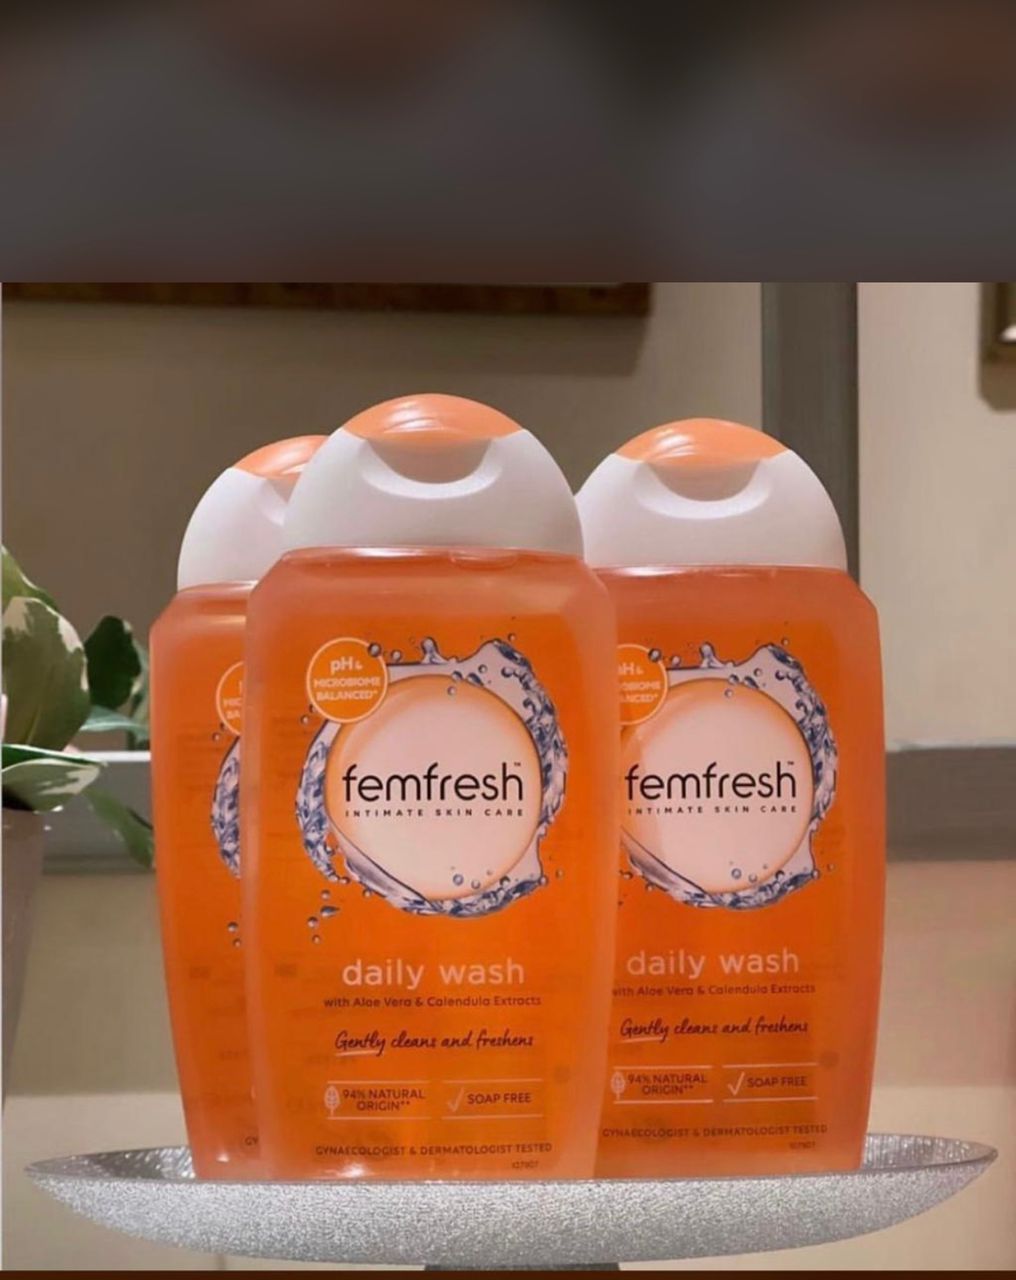 pH &
MICROBIOME
BALANCED*
femfresh™
INTIMATE SKIN CARE
daily wash
with Aloe Vera & Calendula Extracts
Gently cleans and freshens
94% NATURAL
ORIGIN**
SOAP FREE
GYNAECOLOGIST & DERMATOLOGIST TESTED
femfresh™
INTIMATE SKIN CARE
daily wash
with Aloe Vera & Calendula Extracts
Gently cleans and freshens
94% NATURAL
ORIGIN**
SOAP FREE
GYNAECOLOGIST & DERMATOLOGIST TESTED